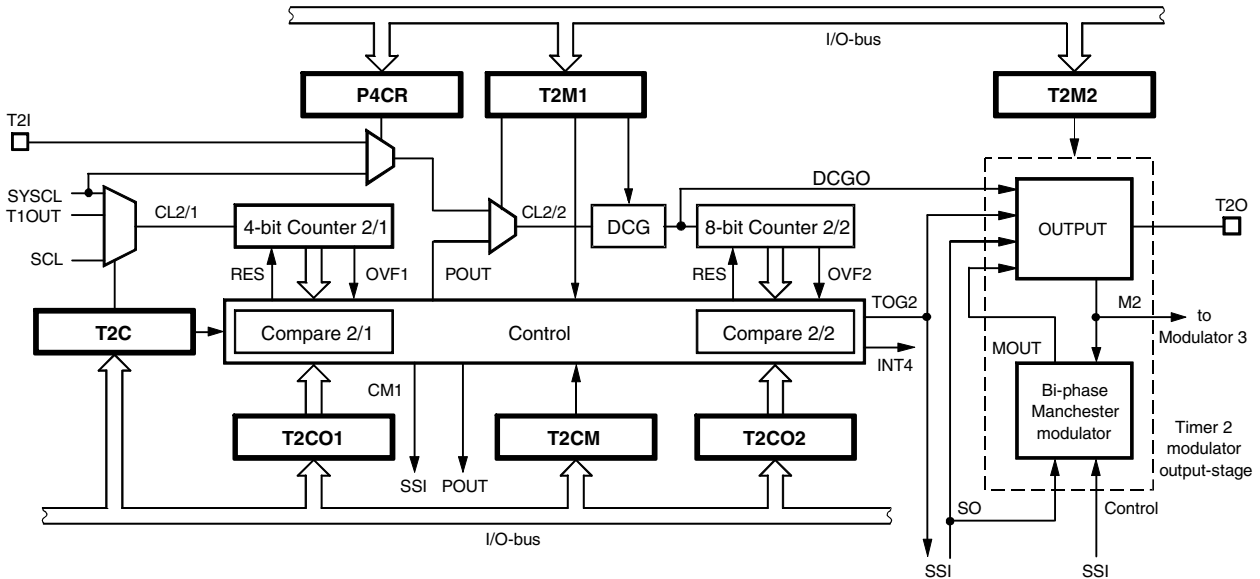 I/O-bus
P4CR
T2M1
T2M2
T2I
SYSCL
T1OUT
SCL
CL2/1
4-bit Counter 2/1
CL2/2
DCG
DCGO
8-bit Counter 2/2
OUTPUT
T2O
RES
OVF1
POUT
RES
OVF2
TOG2
M2
to
Modulator 3
T2C
Compare 2/1
Control
Compare 2/2
INT4
MOUT
CM1
Bi-phase
Manchester
modulator
T2CO1
T2CM
T2CO2
Timer 2
modulator
output-stage
SSI
POUT
SO
Control
I/O-bus
SSI
SSI